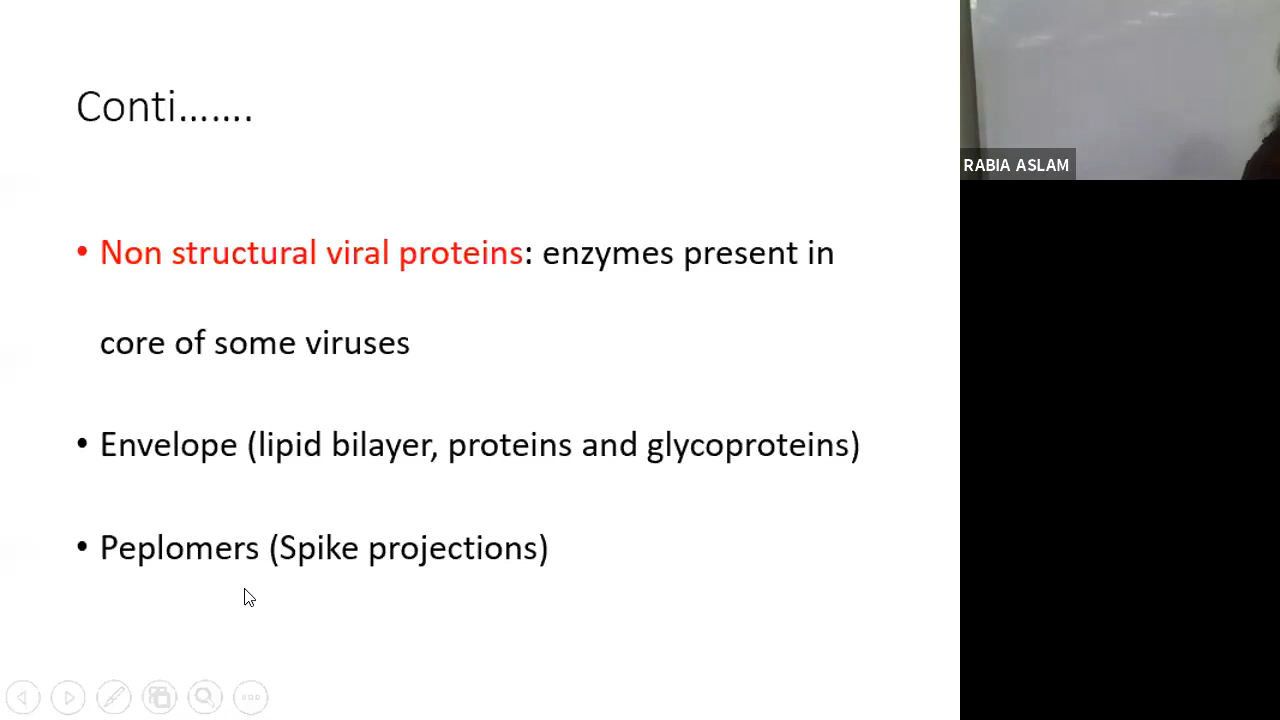 Conti.......
RABIA ASLAM
• Non structural viral proteins: enzymes present in
core of some viruses
• Envelope (lipid bilayer, proteins and glycoproteins)
• Peplomers (Spike projections)